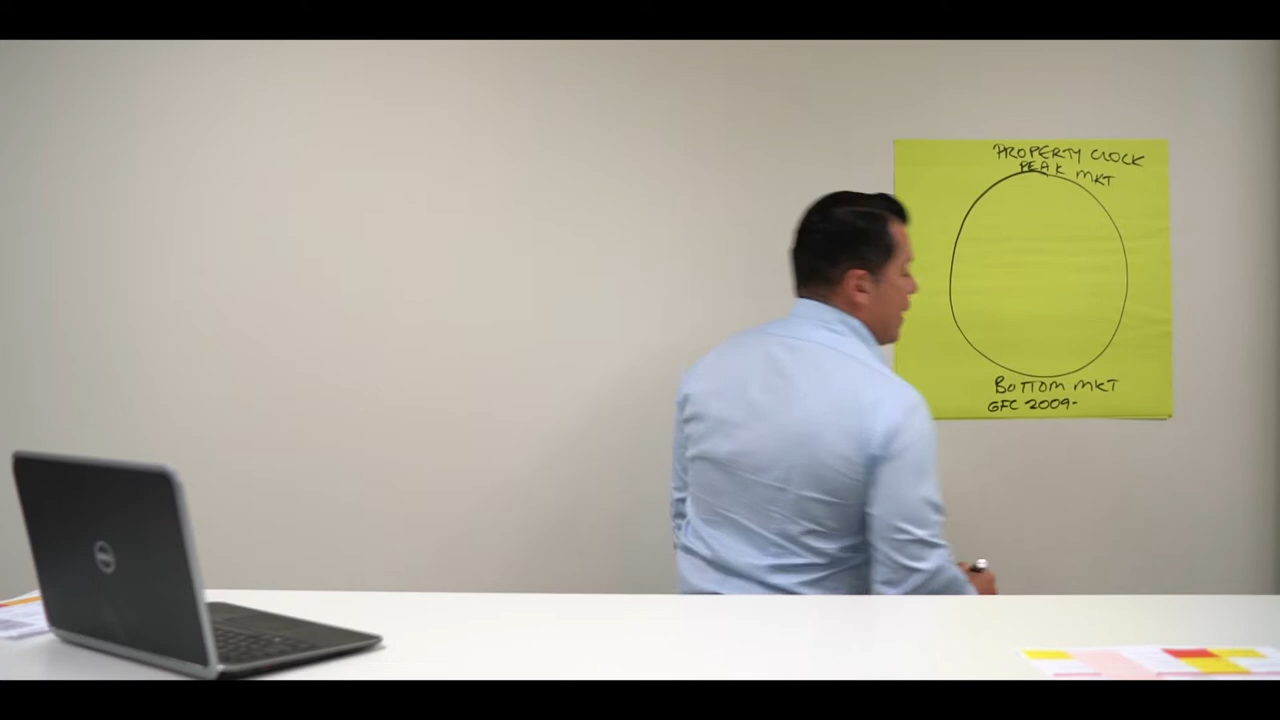 PROPERTY CLOCK
PEAK MKT
BOTTOM MKT
GFC 2009-
DELL